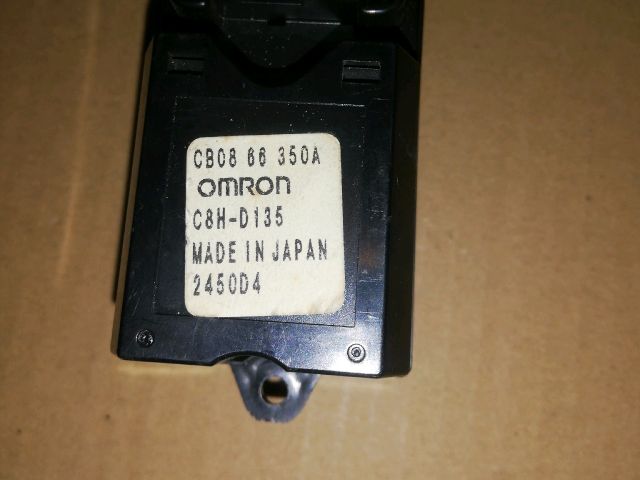 CB08 66 350A
OMRON
C8H-D135
MADE IN JAPAN
2450D4